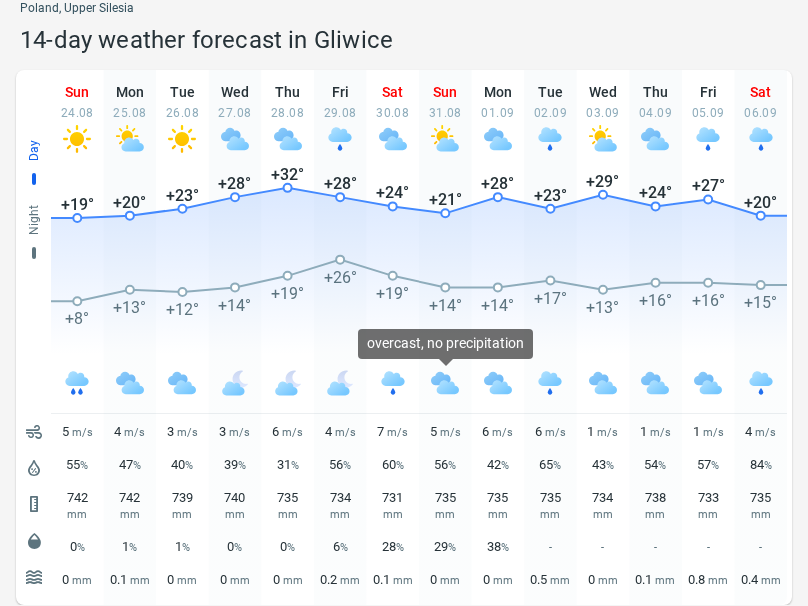 Poland, Upper Silesia
14-day weather forecast in Gliwice
Sun Mon Tue Wed Thu Fri Sat Sun Mon Tue Wed Thu Fri Sat
24.08 25.08 26.08 27.08 28.08 29.08 30.08 31.08 01.09 02.09 03.09 04.09 05.09 06.09
Day
+19° +20° +23° +28° +32° +28° +24° +21° +28° +23° +29° +24° +27° +20°
Night
+8° +13° +12° +14° +19° +26° +19° +14° +14° +17° +13° +16° +16° +15°
overcast, no precipitation
5 m/s 4 m/s 3 m/s 3 m/s 6 m/s 4 m/s 7 m/s 5 m/s 6 m/s 6 m/s 1 m/s 1 m/s 1 m/s 4 m/s
55% 47% 40% 39% 31% 56% 60% 56% 42% 65% 43% 54% 57% 84%
742 742 739 740 735 734 731 735 735 735 734 738 733 735
mm mm mm mm mm mm mm mm mm mm mm mm mm mm
0% 1% 1% 0% 0% 6% 28% 29% 38% - - - - -
0 mm 0.1 mm 0 mm 0 mm 0 mm 0.2 mm 0.1 mm 0 mm 0 mm 0.5 mm 0 mm 0.1 mm 0.8 mm 0.4 mm